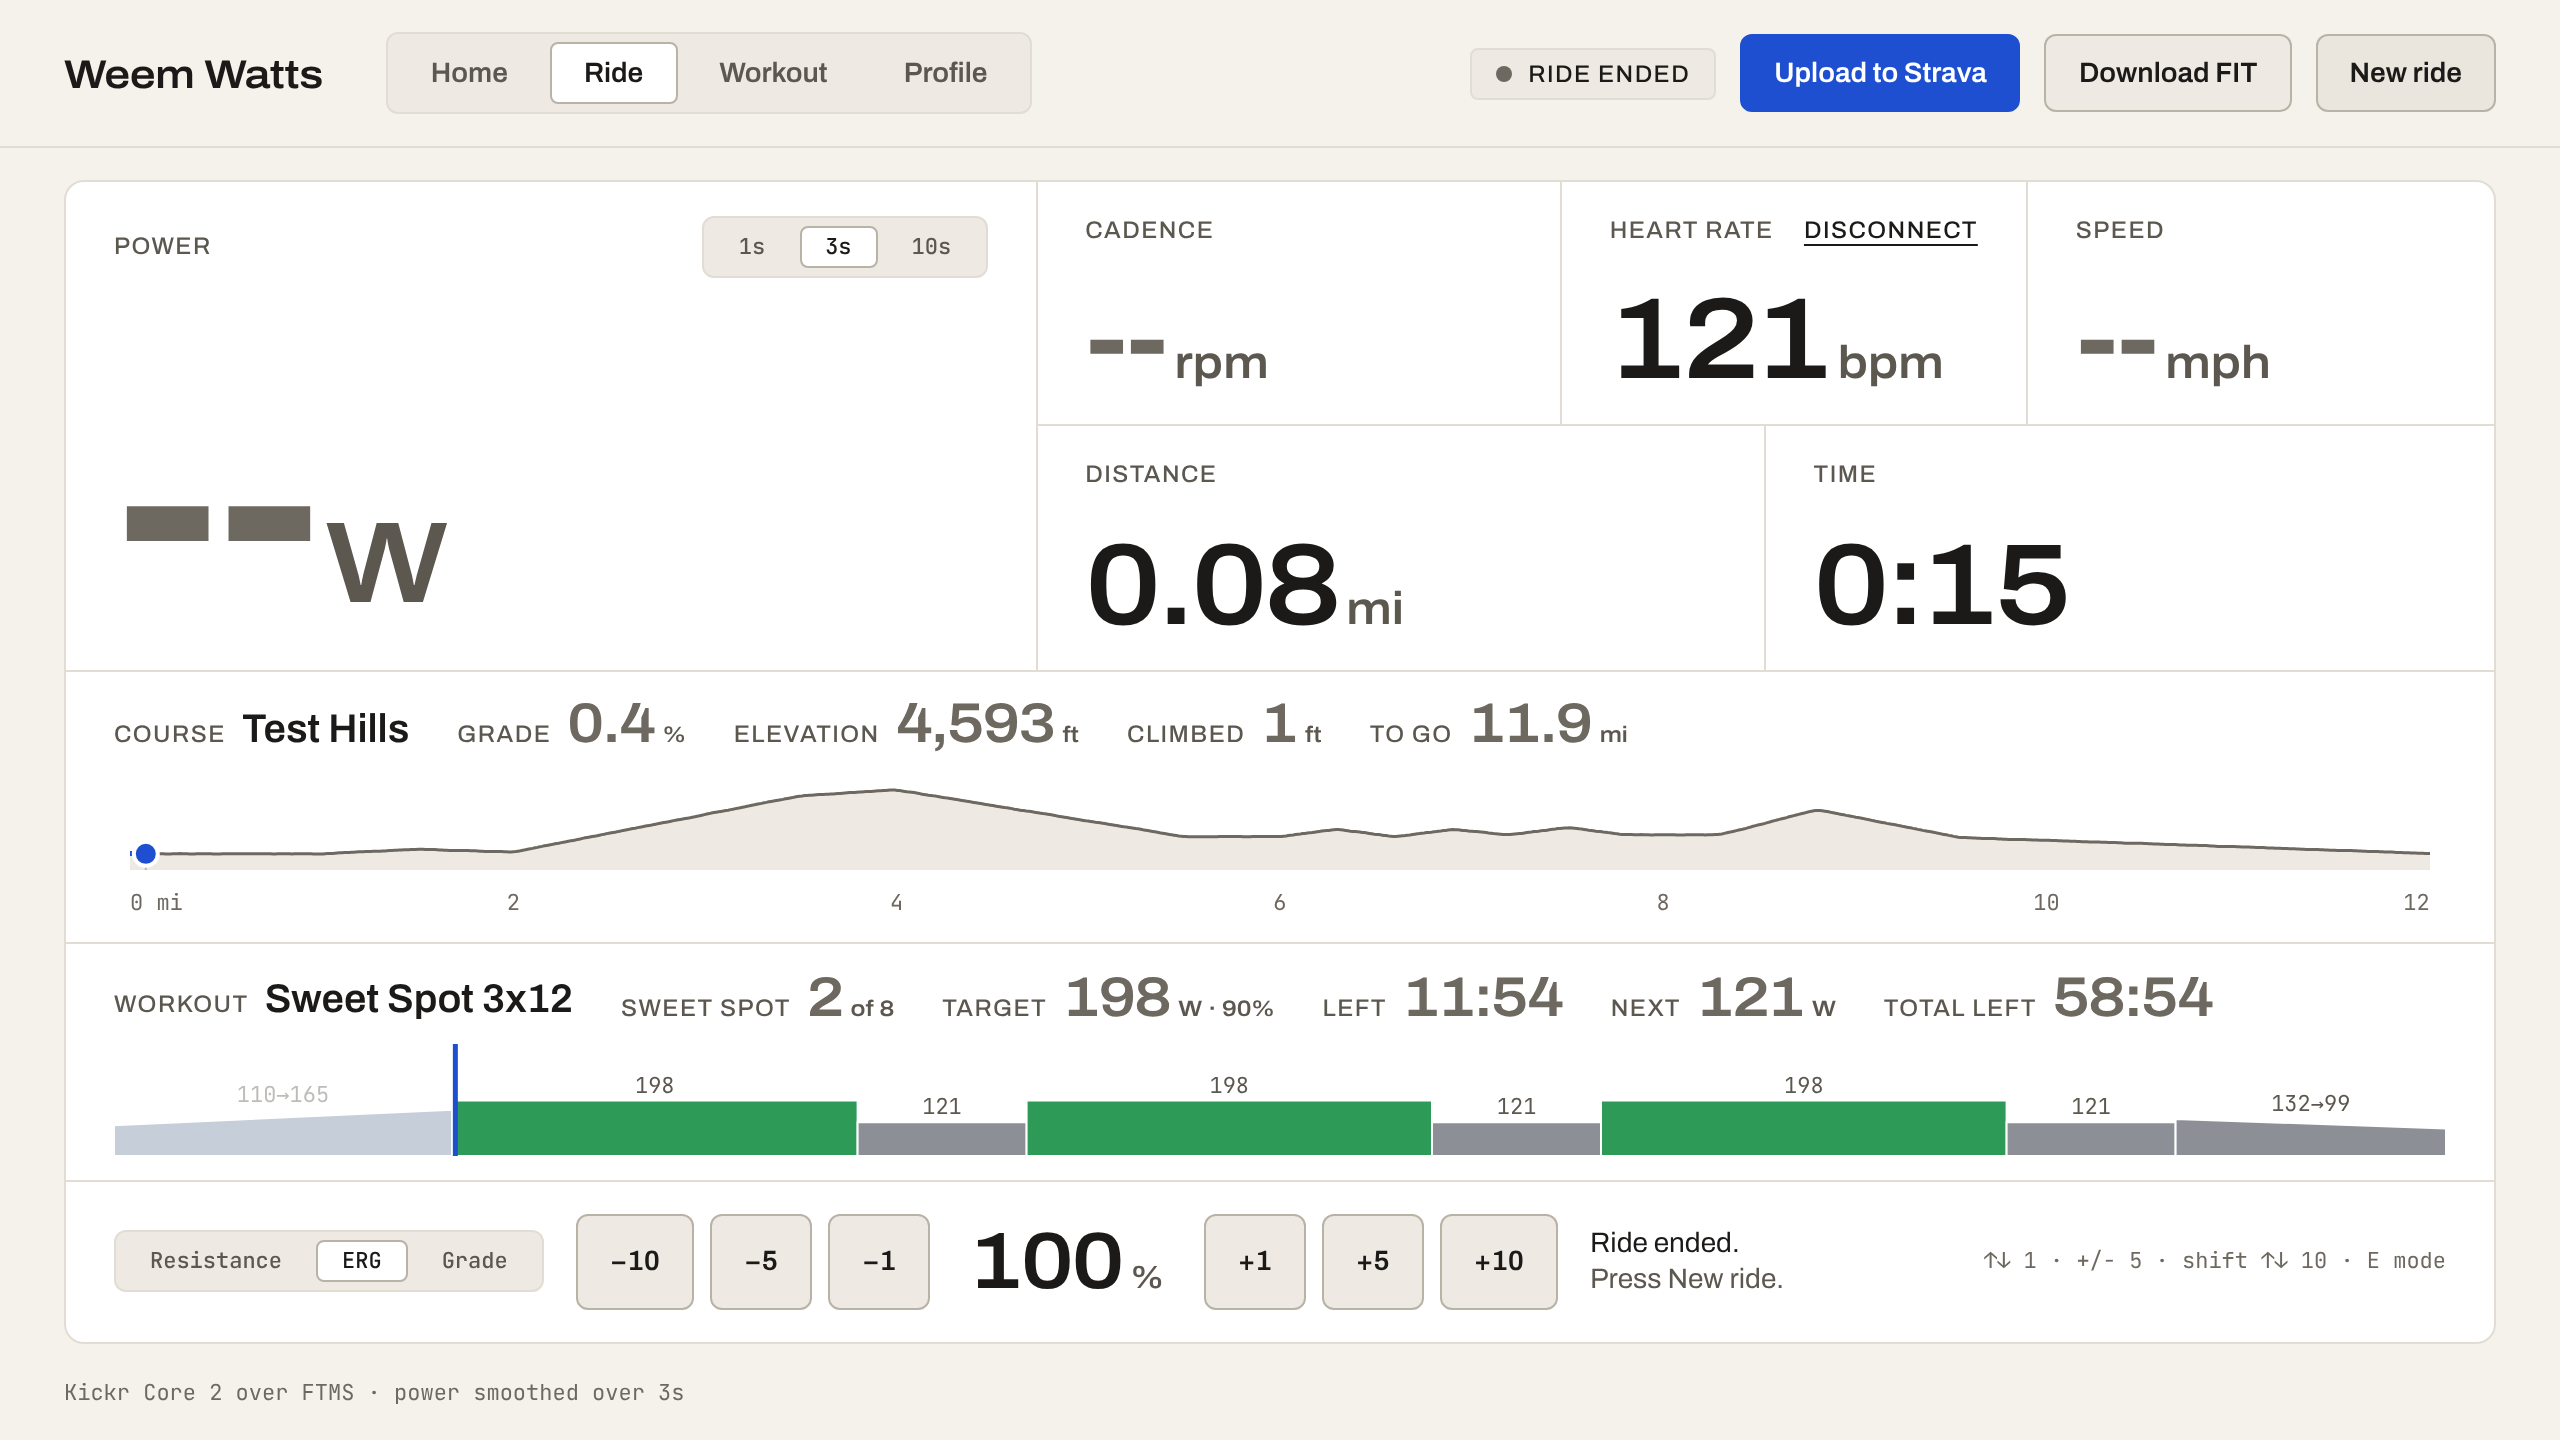 Weem Watts
Home Ride Workout Profile
RIDE ENDED
Upload to Strava
Download FIT
New ride
POWER
1s 3s 10s
-- W
CADENCE
-- rpm
HEART RATE DISCONNECT
121 bpm
SPEED
-- mph
DISTANCE
0.08 mi
TIME
0:15
COURSE Test Hills GRADE 0.4 % ELEVATION 4,593 ft CLIMBED 1 ft TO GO 11.9 mi
0 mi 2 4 6 8 10 12
WORKOUT Sweet Spot 3x12 SWEET SPOT 2 of 8 TARGET 198 W · 90% LEFT 11:54 NEXT 121 W TOTAL LEFT 58:54
110→165 198 121 198 121 198 121 132→99
Resistance ERG Grade
−10 −5 −1 100 % +1 +5 +10
Ride ended.
Press New ride.
↑↓ 1 · +/- 5 · shift ↑↓ 10 · E mode
Kickr Core 2 over FTMS · power smoothed over 3s